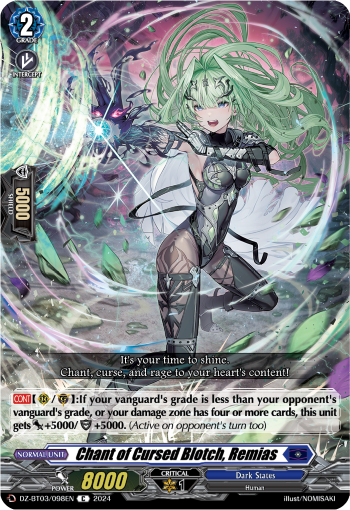 2
GRADE
INTERCEPT
5000
SHIELD
It's your time to shine.
Chant, curse, and rage to your heart's content!
CONT【 / 】:If your vanguard's grade is less than your opponent's
vanguard's grade, or your damage zone has four or more cards, this unit
gets +5000/ +5000. (Active on opponent's turn too)
NORMAL UNIT
Chant of Cursed Blotch, Remias
POWER
8000
CRITICAL
1
Dark States
Human
DZ-BT03/098EN C 2024
illust/NOMISAKI